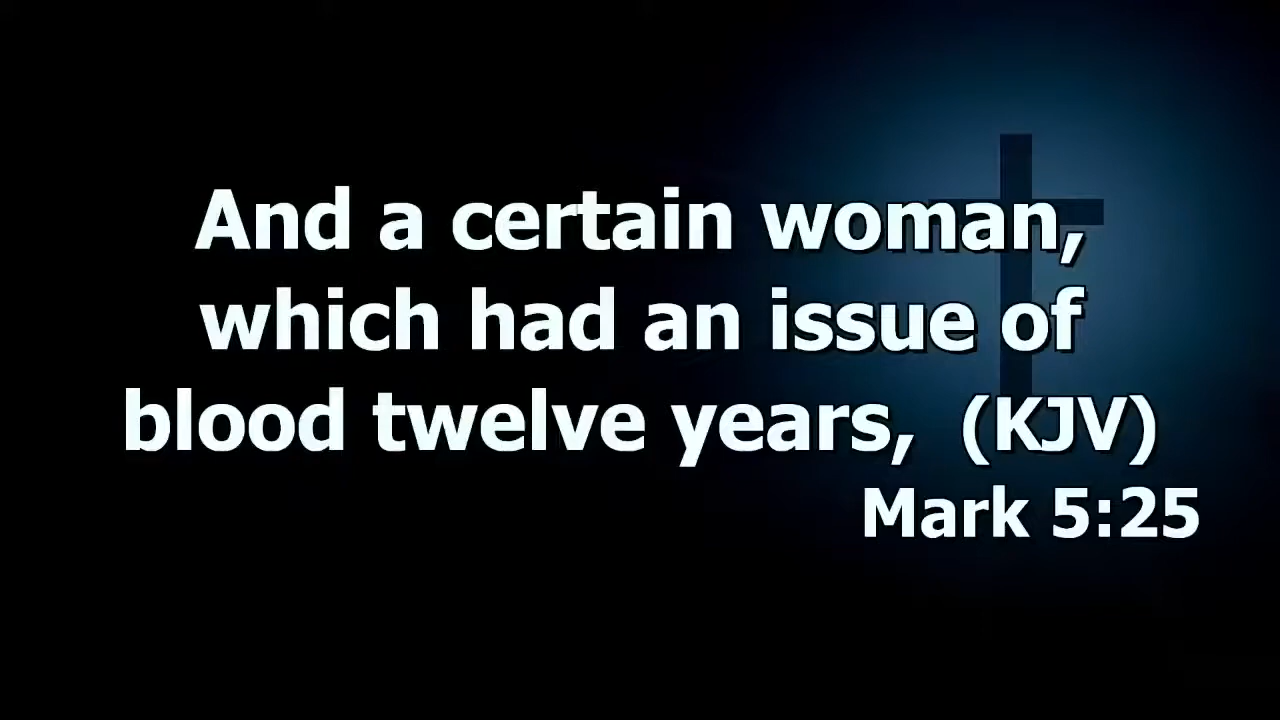 And a certain woman,
which had an issue of
blood twelve years, (KJV)
Mark 5:25